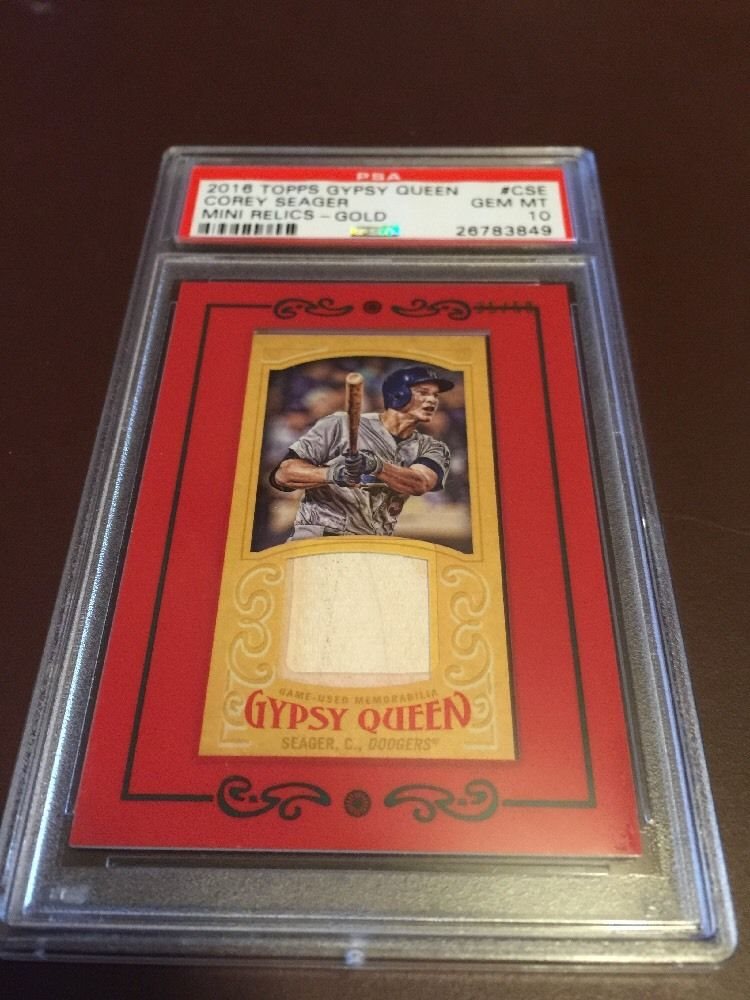 PSA
2016 TOPPS GYPSY QUEEN #CSE
COREY SEAGER GEM MT
MINI RELICS - GOLD 10
26783849
GAME-USED MEMORABILIA
GYPSY QUEEN
SEAGER, C., DODGERS®